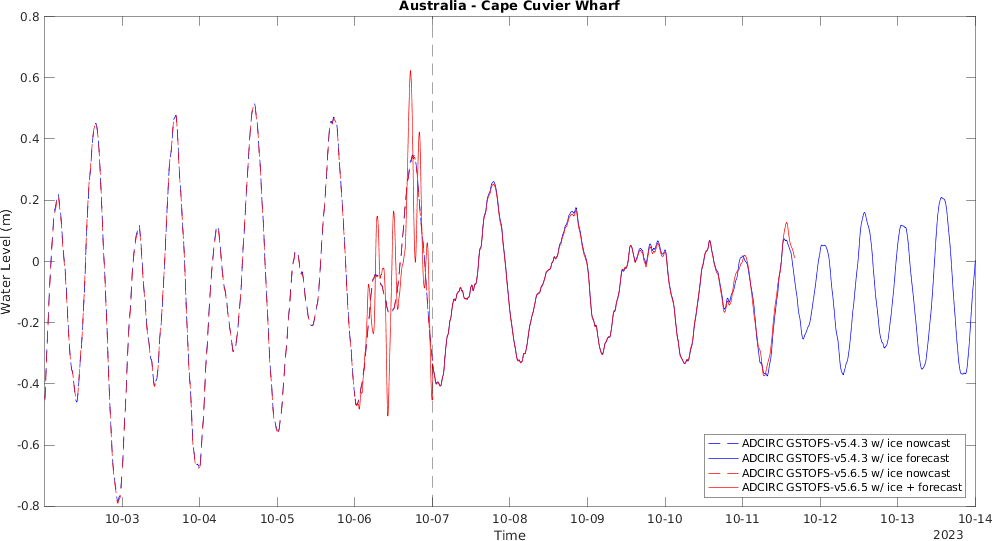 Australia - Cape Cuvier Wharf
0.8
0.6
0.4
0.2
0
-0.2
-0.4
-0.6
-0.8
Water Level (m)
ADCIRC GSTOFS-v5.4.3 w/ ice nowcast
ADCIRC GSTOFS-v5.4.3 w/ ice forecast
ADCIRC GSTOFS-v5.6.5 w/ ice nowcast
ADCIRC GSTOFS-v5.6.5 w/ ice + forecast
10-03 10-04 10-05 10-06 10-07 10-08 10-09 10-10 10-11 10-12 10-13 10-14
Time
2023